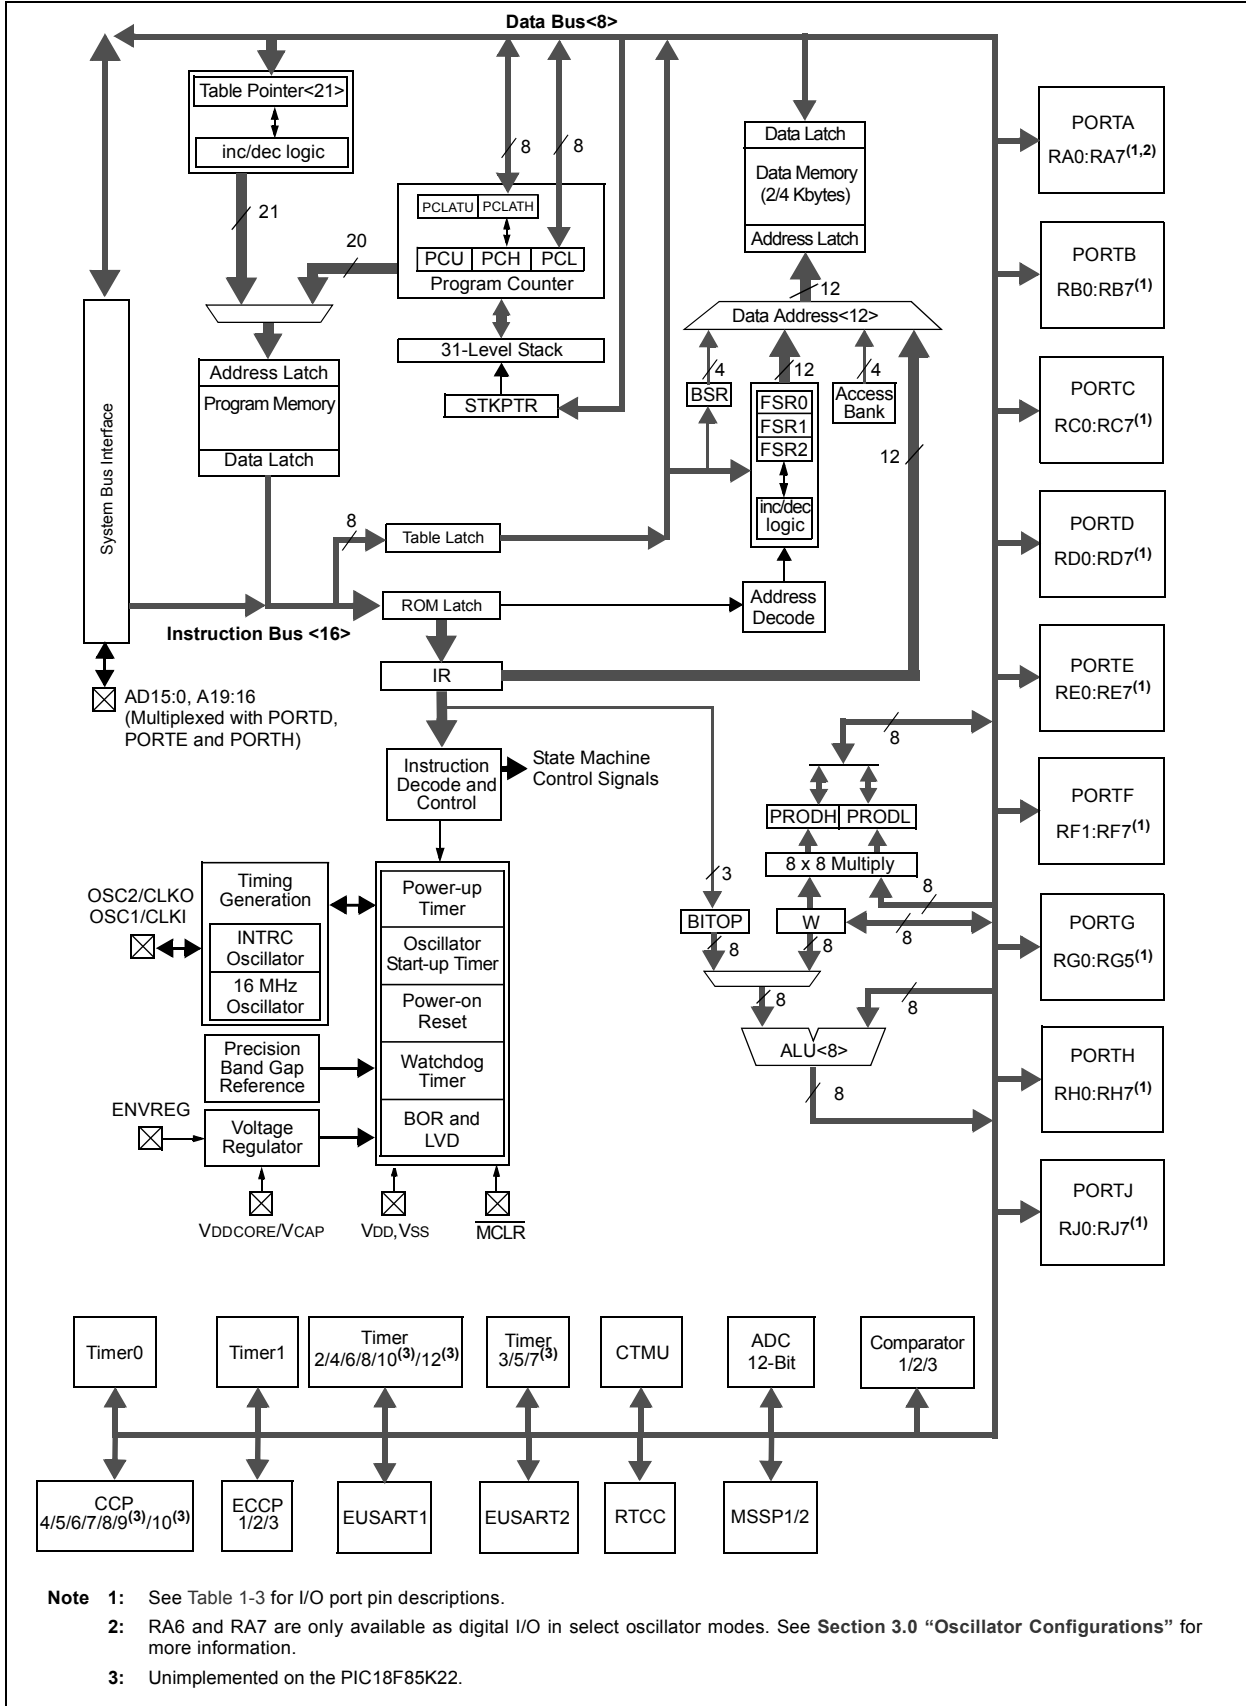 Data Bus<8>
Table Pointer<21>
inc/dec logic
21
20
8
8
PCLATU
PCLATH
PCU
PCH
PCL
Program Counter
31-Level Stack
STKPTR
Data Latch
Data Memory
(2/4 Kbytes)
Address Latch
12
Data Address<12>
4
12
4
BSR
FSR0
FSR1
FSR2
inc/dec
logic
Access
Bank
12
Address
Decode
System Bus Interface
Address Latch
Program Memory
Data Latch
8
Table Latch
ROM Latch
Instruction Bus <16>
IR
AD15:0, A19:16
(Multiplexed with PORTD,
PORTE and PORTH)
Instruction
Decode and
Control
State Machine
Control Signals
OSC2/CLKO
OSC1/CLKI
Timing
Generation
INTRC
Oscillator
16 MHz
Oscillator
Precision
Band Gap
Reference
ENVREG
Voltage
Regulator
VDDCORE/VCAP
Power-up
Timer
Oscillator
Start-up Timer
Power-on
Reset
Watchdog
Timer
BOR and
LVD
VDD,VSS
MCLR
8
PRODH
PRODL
8 x 8 Multiply
3
8
BITOP
W
8
8
8
8
8
ALU<8>
8
PORTA
RA0:RA7(1,2)
PORTB
RB0:RB7(1)
PORTC
RC0:RC7(1)
PORTD
RD0:RD7(1)
PORTE
RE0:RE7(1)
PORTF
RF1:RF7(1)
PORTG
RG0:RG5(1)
PORTH
RH0:RH7(1)
PORTJ
RJ0:RJ7(1)
Timer0
Timer1
Timer
2/4/6/8/10(3)/12(3)
Timer
3/5/7(3)
CTMU
ADC
12-Bit
Comparator
1/2/3
CCP
4/5/6/7/8/9(3)/10(3)
ECCP
1/2/3
EUSART1
EUSART2
RTCC
MSSP1/2
Note 1: See Table 1-3 for I/O port pin descriptions.
2: RA6 and RA7 are only available as digital I/O in select oscillator modes. See Section 3.0 “Oscillator Configurations” for
more information.
3: Unimplemented on the PIC18F85K22.